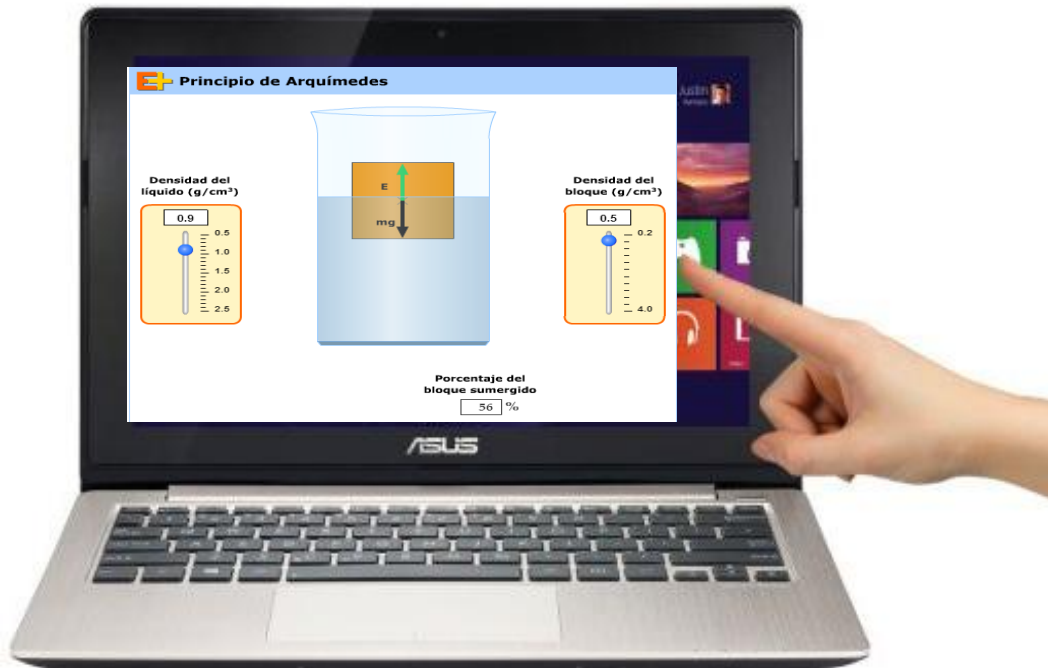 E+ Principio de Arquímedes
Justin
Densidad del
líquido (g/cm³)
0.9
0.5
1.0
1.5
2.0
2.5
E
mg
Densidad del
bloque (g/cm³)
0.5
0.2
4.0
Porcentaje del
bloque sumergido
56 %
ASUS